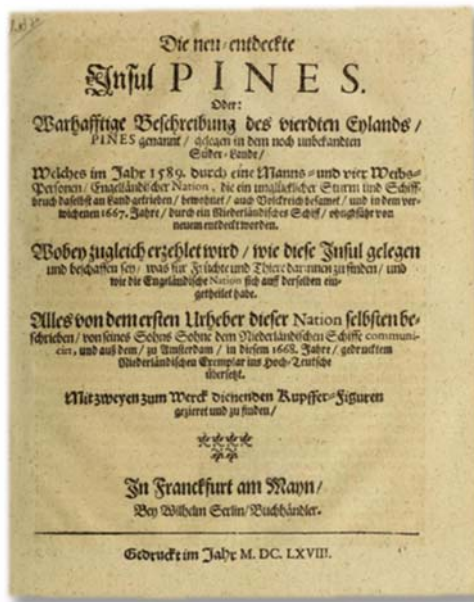 Die neu-entdeckte
Insul PINES.
Oder:
Warhafftige Beschreibung des vierdten Eylands/
PINES genannt/ gelegen in dem noch unbekandten
Süder-Lande/
Welches im Jahr 1589. durch eine Manns- und vier Weibs-
Personen/ Engelländischer Nation, die ein unglücklicher Sturm und Schiff-
bruch daselbst an Land getrieben/ bewohnet/ auch Volckreich besamet/ und in dem ver-
wichenen 1667. Jahre/ durch ein Niederländisches Schiff/ ohngefähr von
neuem entdeckt worden.
Wobey zugleich erzehlet wird/ wie diese Insul gelegen
und beschaffen sey/ was für Früchte und Thiere darinnen zu finden/ und
wie die Engeländische Nation sich auff derselben ein-
getheilet habe.
Alles von dem ersten Urheber dieser Nation selbsten be-
schrieben/ von seines Sohns Sohne dem Niederländischen Schiffe communi-
cirt, und auß dem/ zu Amsterdam/ in diesem 1668. Jahre/ gedrucktem
Niederländischen Exemplar ins Hoch-Teutsche
übersetzt.
Mit zweyen zum Werck dienenden Kupffer-Figuren
gezieret und zu finden/
In Franckfurt am Mayn/
Bey Wilhelm Serlin/ Buchhändler.
Gedruckt im Jahr M. DC. LXVIII.